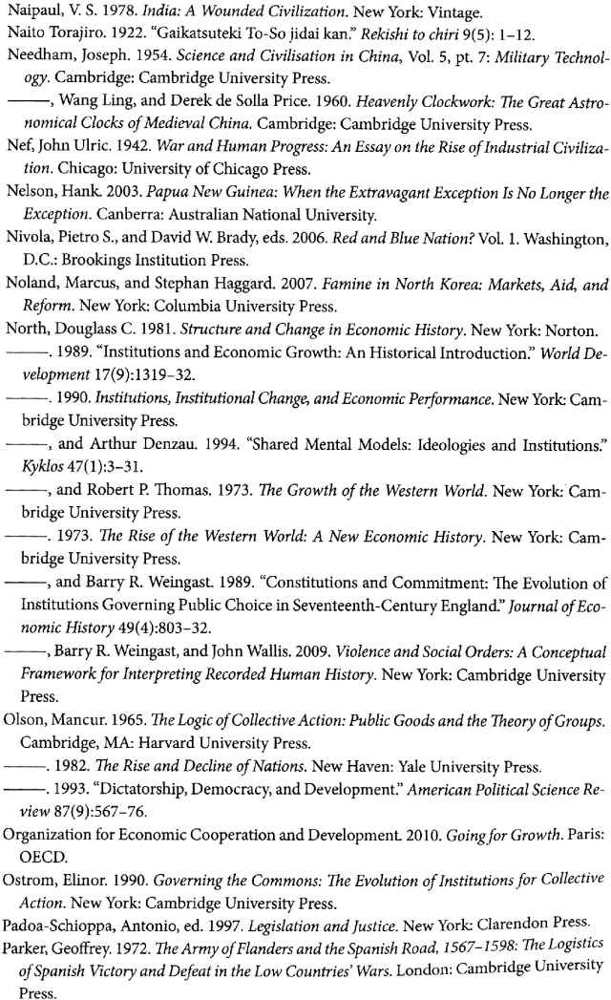 Naipaul, V. S. 1978. India: A Wounded Civilization. New York: Vintage.
Naito Torajiro. 1922. “Gaikatsuteki To-So jidai kan.” Rekishi to chiri 9(5): 1–12.
Needham, Joseph. 1954. Science and Civilisation in China, Vol. 5, pt. 7: Military Technol-
ogy. Cambridge: Cambridge University Press.
———, Wang Ling, and Derek de Solla Price. 1960. Heavenly Clockwork: The Great Astro-
nomical Clocks of Medieval China. Cambridge: Cambridge University Press.
Nef, John Ulric. 1942. War and Human Progress: An Essay on the Rise of Industrial Civiliza-
tion. Chicago: University of Chicago Press.
Nelson, Hank. 2003. Papua New Guinea: When the Extravagant Exception Is No Longer the
Exception. Canberra: Australian National University.
Nivola, Pietro S., and David W. Brady, eds. 2006. Red and Blue Nation? Vol. 1. Washington,
D.C.: Brookings Institution Press.
Noland, Marcus, and Stephan Haggard. 2007. Famine in North Korea: Markets, Aid, and
Reform. New York: Columbia University Press.
North, Douglass C. 1981. Structure and Change in Economic History. New York: Norton.
———. 1989. “Institutions and Economic Growth: An Historical Introduction.” World De-
velopment 17(9):1319–32.
———. 1990. Institutions, Institutional Change, and Economic Performance. New York: Cam-
bridge University Press.
———, and Arthur Denzau. 1994. “Shared Mental Models: Ideologies and Institutions.”
Kyklos 47(1):3–31.
———, and Robert P. Thomas. 1973. The Growth of the Western World. New York: Cam-
bridge University Press.
———. 1973. The Rise of the Western World: A New Economic History. New York: Cam-
bridge University Press.
———, and Barry R. Weingast. 1989. “Constitutions and Commitment: The Evolution of
Institutions Governing Public Choice in Seventeenth-Century England.” Journal of Eco-
nomic History 49(4):803–32.
———, Barry R. Weingast, and John Wallis. 2009. Violence and Social Orders: A Conceptual
Framework for Interpreting Recorded Human History. New York: Cambridge University
Press.
Olson, Mancur. 1965. The Logic of Collective Action: Public Goods and the Theory of Groups.
Cambridge, MA: Harvard University Press.
———. 1982. The Rise and Decline of Nations. New Haven: Yale University Press.
———. 1993. “Dictatorship, Democracy, and Development.” American Political Science Re-
view 87(9):567–76.
Organization for Economic Cooperation and Development. 2010. Going for Growth. Paris:
OECD.
Ostrom, Elinor. 1990. Governing the Commons: The Evolution of Institutions for Collective
Action. New York: Cambridge University Press.
Padoa-Schioppa, Antonio, ed. 1997. Legislation and Justice. New York: Clarendon Press.
Parker, Geoffrey. 1972. The Army of Flanders and the Spanish Road, 1567–1598: The Logistics
of Spanish Victory and Defeat in the Low Countries’ Wars. London: Cambridge University
Press.